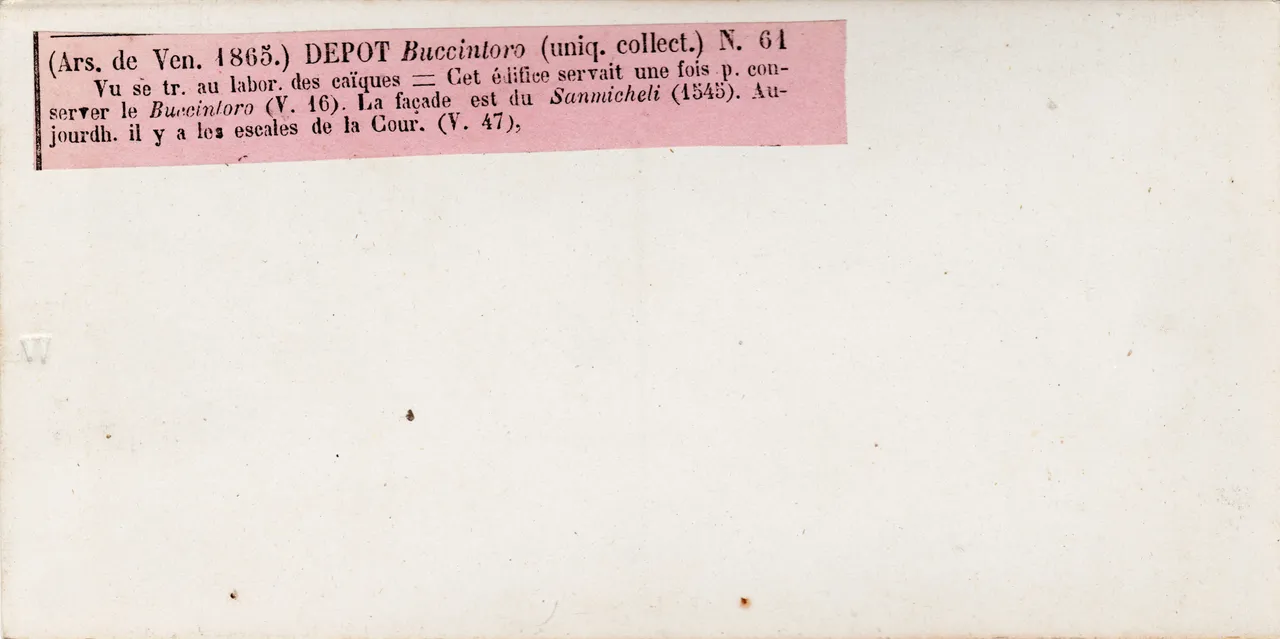 (Ars. de Ven. 1865.) DEPOT Buccintoro (uniq. collect.) N. 61
Vu se tr. au labor. des caïques = Cet édifice servait une fois p. con-
server le Buccintoro (V. 16). La façade est du Sanmicheli (1545). Au-
jourdh. il y a les escales de la Cour. (V. 47),
W